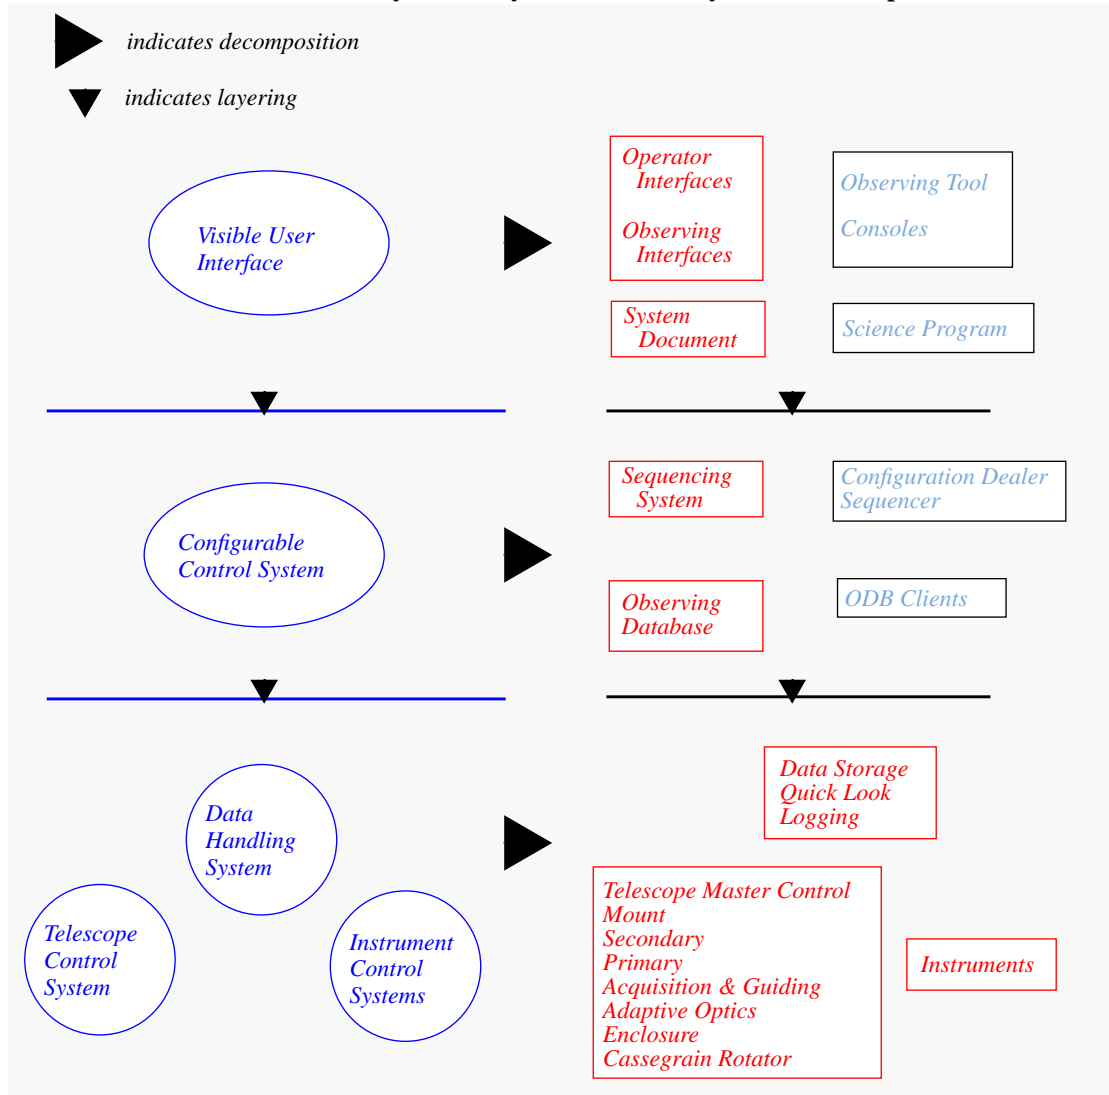 indicates decomposition
indicates layering
Visible User
Interface
Operator
Interfaces
Observing
Interfaces
Observing Tool
Consoles
System
Document
Science Program
Configurable
Control System
Sequencing
System
Configuration Dealer
Sequencer
Observing
Database
ODB Clients
Data
Handling
System
Telescope
Control
System
Instrument
Control
Systems
Data Storage
Quick Look
Logging
Telescope Master Control
Mount
Secondary
Primary
Acquisition & Guiding
Adaptive Optics
Enclosure
Cassegrain Rotator
Instruments